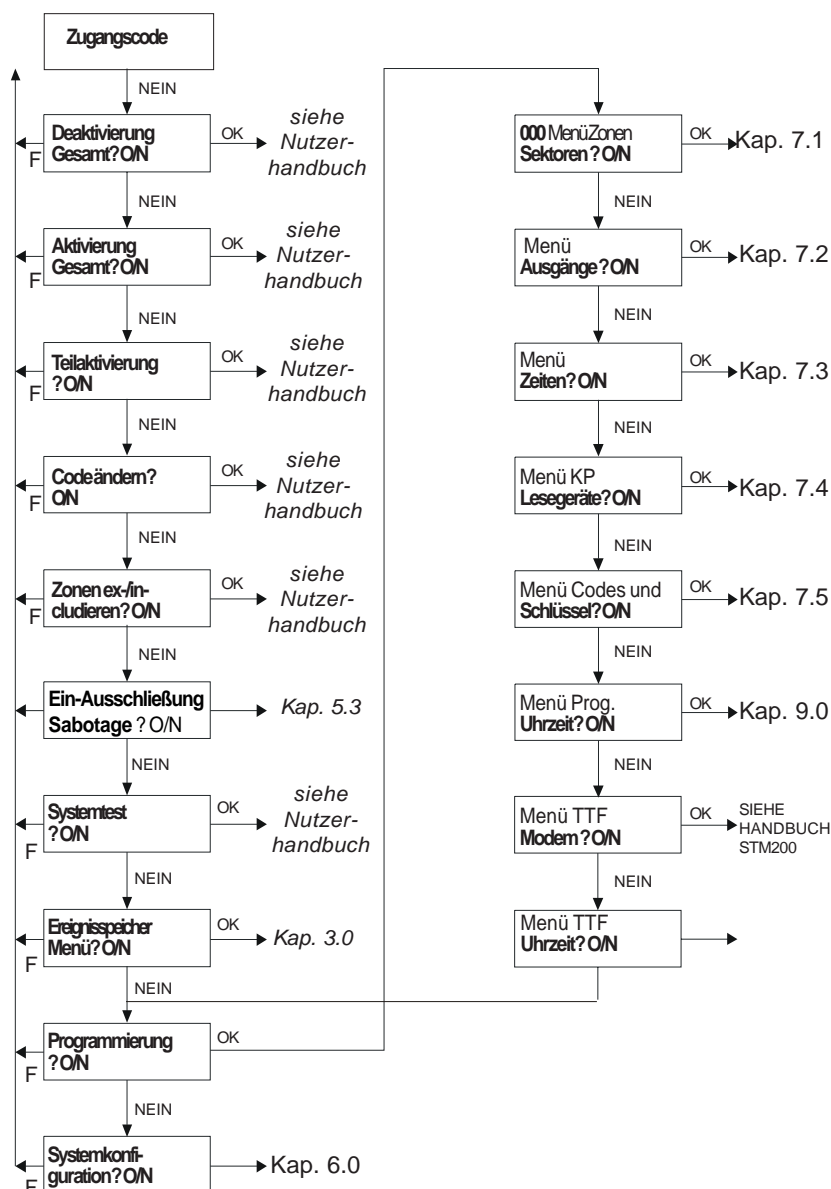 Zugangscode
NEIN
Deaktivierung
Gesamt? O/N
F
OK
siehe
Nutzer-
handbuch
NEIN
Aktivierung
Gesamt? O/N
F
OK
siehe
Nutzer-
handbuch
NEIN
Teilaktivierung
? O/N
F
OK
siehe
Nutzer-
handbuch
NEIN
Code ändern?
O/N
F
OK
siehe
Nutzer-
handbuch
NEIN
Zonen ex-/in-
cludieren? O/N
F
OK
siehe
Nutzer-
handbuch
NEIN
Ein-Ausschließung
Sabotage ? O/N
Kap. 5.3
NEIN
Systemtest
? O/N
F
OK
siehe
Nutzer-
handbuch
NEIN
Ereignisspeicher
Menü? O/N
F
OK
Kap. 3.0
NEIN
Programmierung
? O/N
F
OK
NEIN
Systemkonfi-
guration? O/N
F
Kap. 6.0
000 Menü Zonen
Sektoren ? O/N
OK
Kap. 7.1
NEIN
Menü
Ausgänge ? O/N
OK
Kap. 7.2
NEIN
Menü
Zeiten? O/N
OK
Kap. 7.3
NEIN
Menü KP
Lesegeräte? O/N
OK
Kap. 7.4
NEIN
Menü Codes und
Schlüssel? O/N
OK
Kap. 7.5
NEIN
Menü Prog.
Uhrzeit? O/N
OK
Kap. 9.0
NEIN
Menü TTF
Modem ? O/N
OK
SIEHE
HANDBUCH
STM200
NEIN
Menü TTF
Uhrzeit? O/N